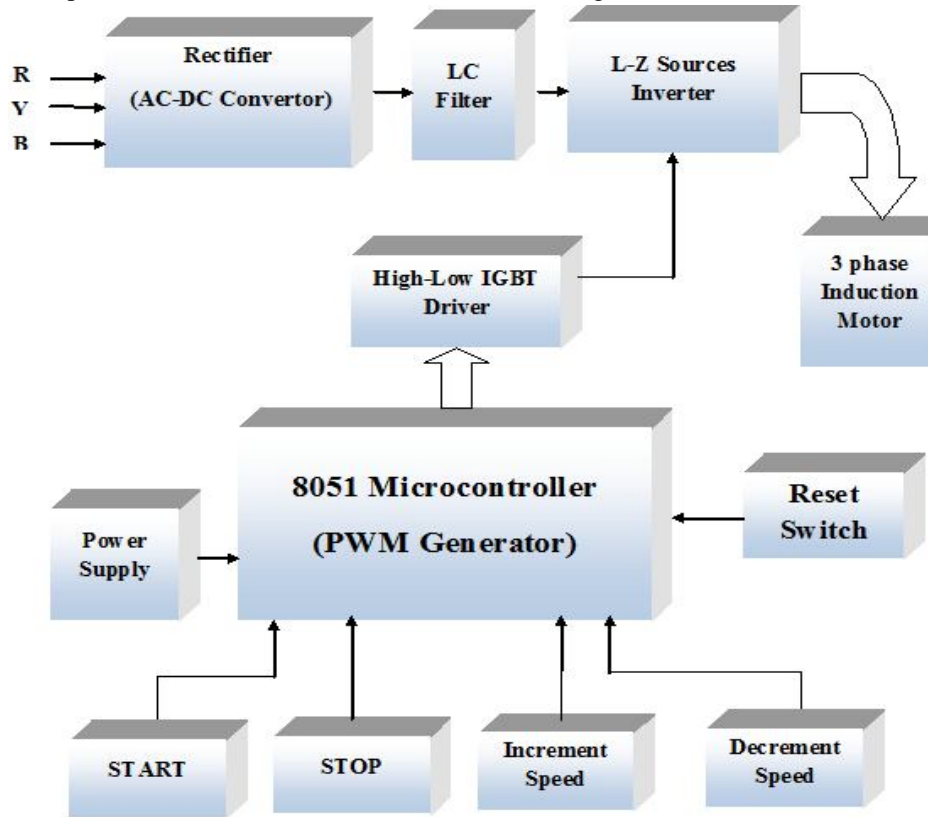 Rectifier
(AC-DC Convertor)
LC
Filter
L-Z Sources
Inverter
R
Y
B
High-Low IGBT
Driver
3 phase
Induction
Motor
8051 Microcontroller
(PWM Generator)
Reset
Switch
Power
Supply
START
STOP
Increment
Speed
Decrement
Speed